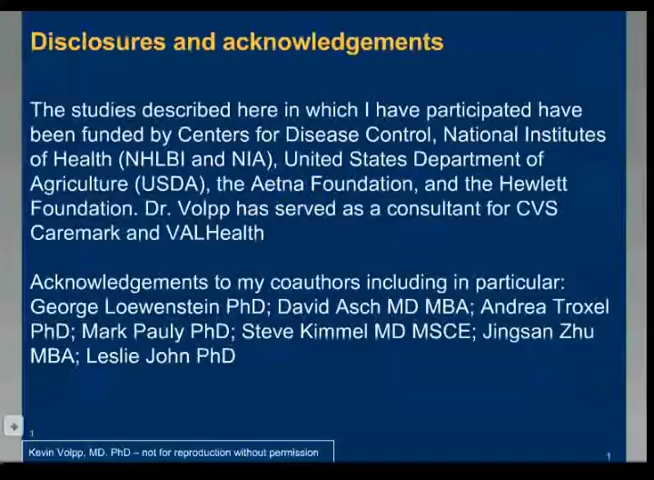 Disclosures and acknowledgements
The studies described here in which I have participated have
been funded by Centers for Disease Control, National Institutes
of Health (NHLBI and NIA), United States Department of
Agriculture (USDA), the Aetna Foundation, and the Hewlett
Foundation. Dr. Volpp has served as a consultant for CVS
Caremark and VALHealth
Acknowledgements to my coauthors including in particular:
George Loewenstein PhD; David Asch MD MBA; Andrea Troxel
PhD; Mark Pauly PhD; Steve Kimmel MD MSCE; Jingsan Zhu
MBA; Leslie John PhD
1
Kevin Volpp, MD. PhD – not for reproduction without permission
1